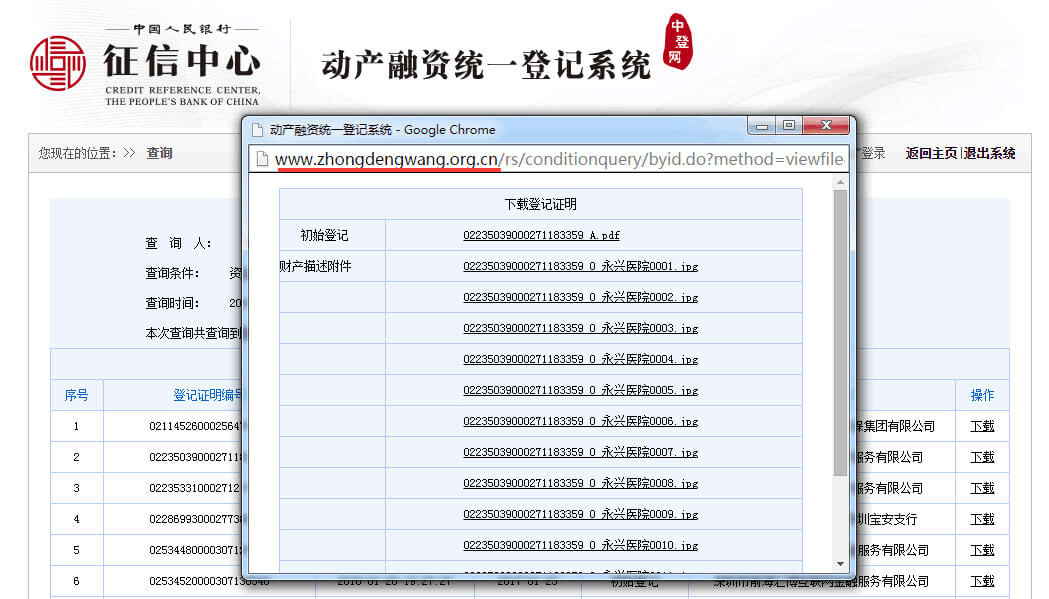 中国人民银行
征信中心
CREDIT REFERENCE CENTER,
THE PEOPLE'S BANK OF CHINA
动产融资统一登记系统
中登网
您现在的位置: >> 查询
登录 返回主页|退出系统
动产融资统一登记系统 - Google Chrome
www.zhongdengwang.org.cn/rs/conditionquery/byid.do?method=viewfile
下载登记证明
初始登记 02235039000271183359_A.pdf
财产描述附件 02235039000271183359_0_永兴医院0001.jpg
02235039000271183359_0_永兴医院0002.jpg
02235039000271183359_0_永兴医院0003.jpg
02235039000271183359_0_永兴医院0004.jpg
02235039000271183359_0_永兴医院0005.jpg
02235039000271183359_0_永兴医院0006.jpg
02235039000271183359_0_永兴医院0007.jpg
02235039000271183359_0_永兴医院0008.jpg
02235039000271183359_0_永兴医院0009.jpg
02235039000271183359_0_永兴医院0010.jpg
查 询 人:
查询条件: 资
查询时间: 20
本次查询共查询到
序号 登记证明编号 操作
1 0211452600025647 保集团有限公司 下载
2 022350390002711 服务有限公司 下载
3 022353310002712 服务有限公司 下载
4 022869930002773 圳宝安支行 下载
5 025344800003071 服务有限公司 下载
6 初始登记 服务有限公司 下载